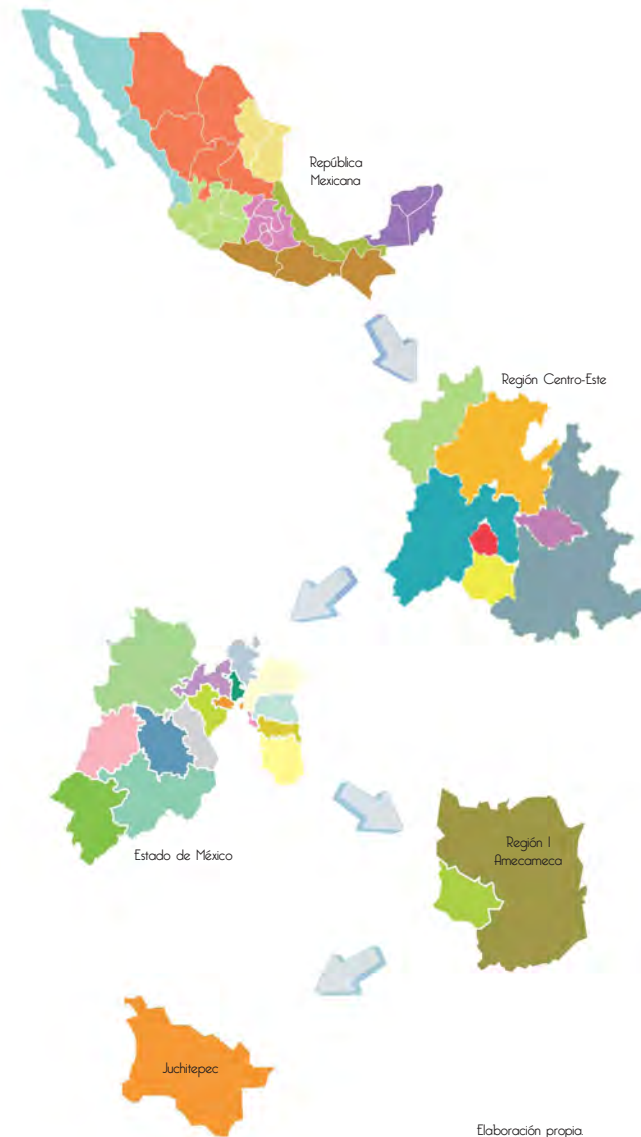 República
Mexicana
Región Centro-Este
Estado de México
Región I
Amecameca
Juchitepec
Elaboración propia.